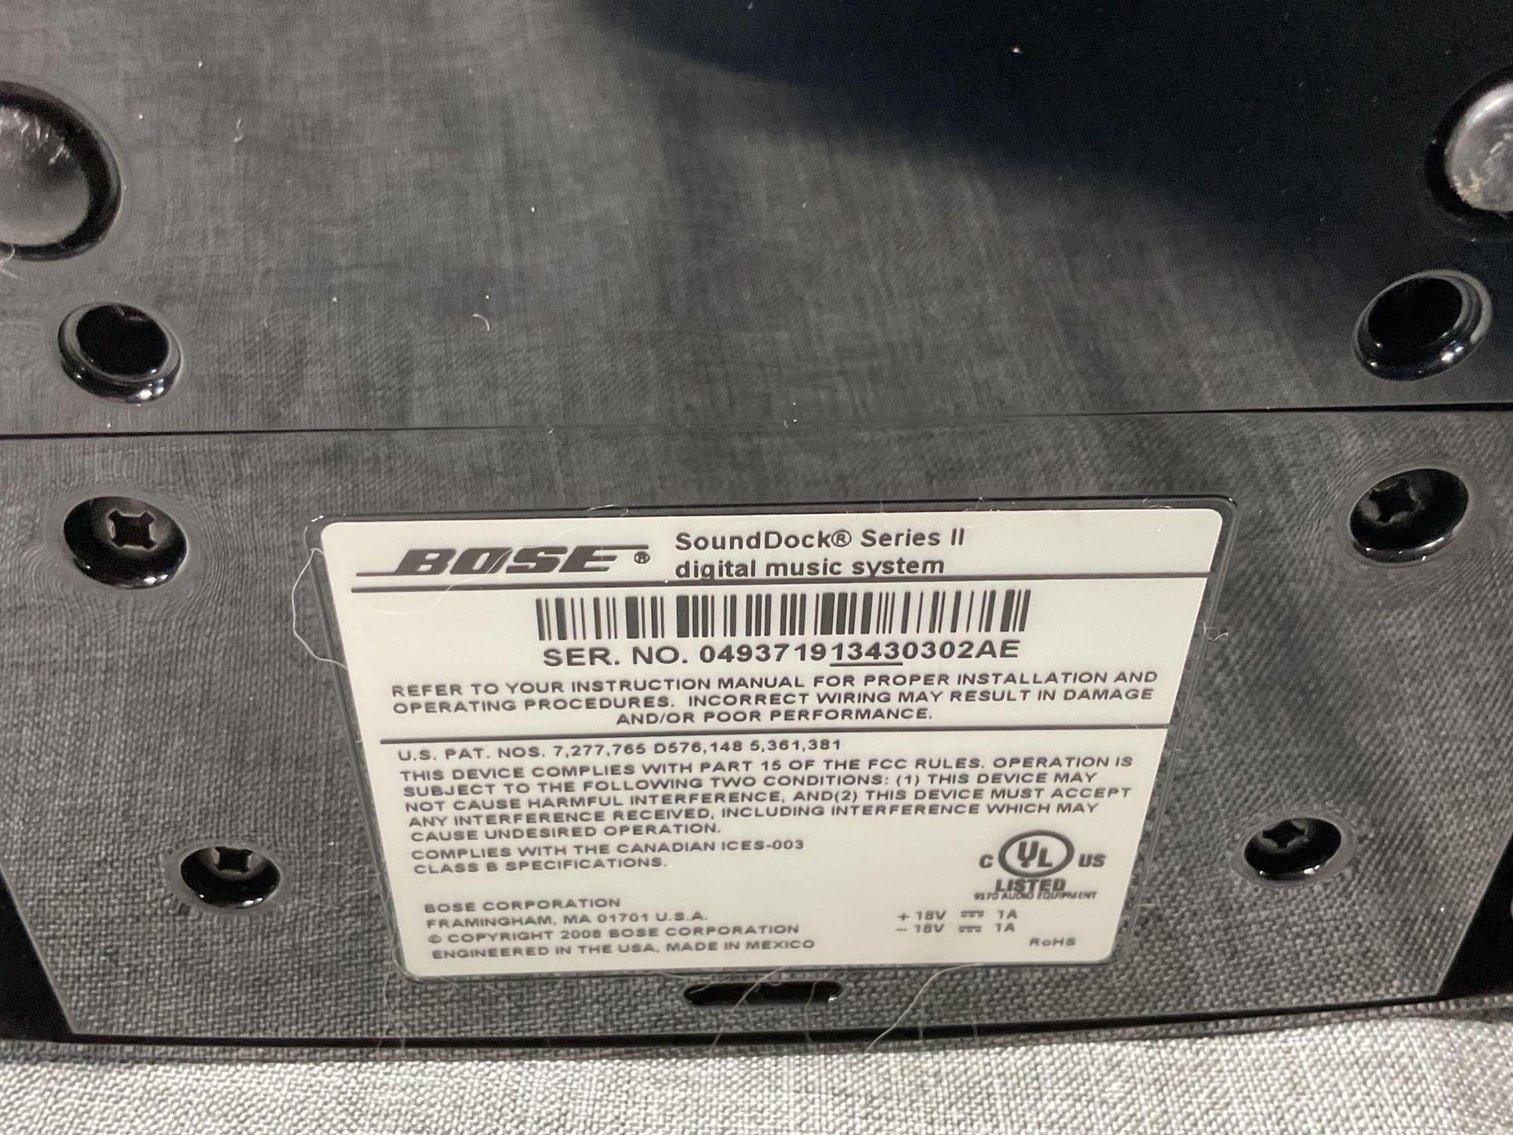 BOSE® SoundDock® Series II
digital music system
SER. NO. 049371913430302AE
REFER TO YOUR INSTRUCTION MANUAL FOR PROPER INSTALLATION AND
OPERATING PROCEDURES. INCORRECT WIRING MAY RESULT IN DAMAGE
AND/OR POOR PERFORMANCE.
U.S. PAT. NOS. 7,277,765 D576,148 5,361,381
THIS DEVICE COMPLIES WITH PART 15 OF THE FCC RULES. OPERATION IS
SUBJECT TO THE FOLLOWING TWO CONDITIONS: (1) THIS DEVICE MAY
NOT CAUSE HARMFUL INTERFERENCE, AND(2) THIS DEVICE MUST ACCEPT
ANY INTERFERENCE RECEIVED, INCLUDING INTERFERENCE WHICH MAY
CAUSE UNDESIRED OPERATION.
COMPLIES WITH THE CANADIAN ICES-003
CLASS B SPECIFICATIONS.
C UL US
LISTED
9170 AUDIO EQUIPMENT
BOSE CORPORATION
FRAMINGHAM, MA 01701 U.S.A.
© COPYRIGHT 2008 BOSE CORPORATION
ENGINEERED IN THE USA, MADE IN MEXICO
+ 18V ⎓ 1A
− 18V ⎓ 1A
RoHS